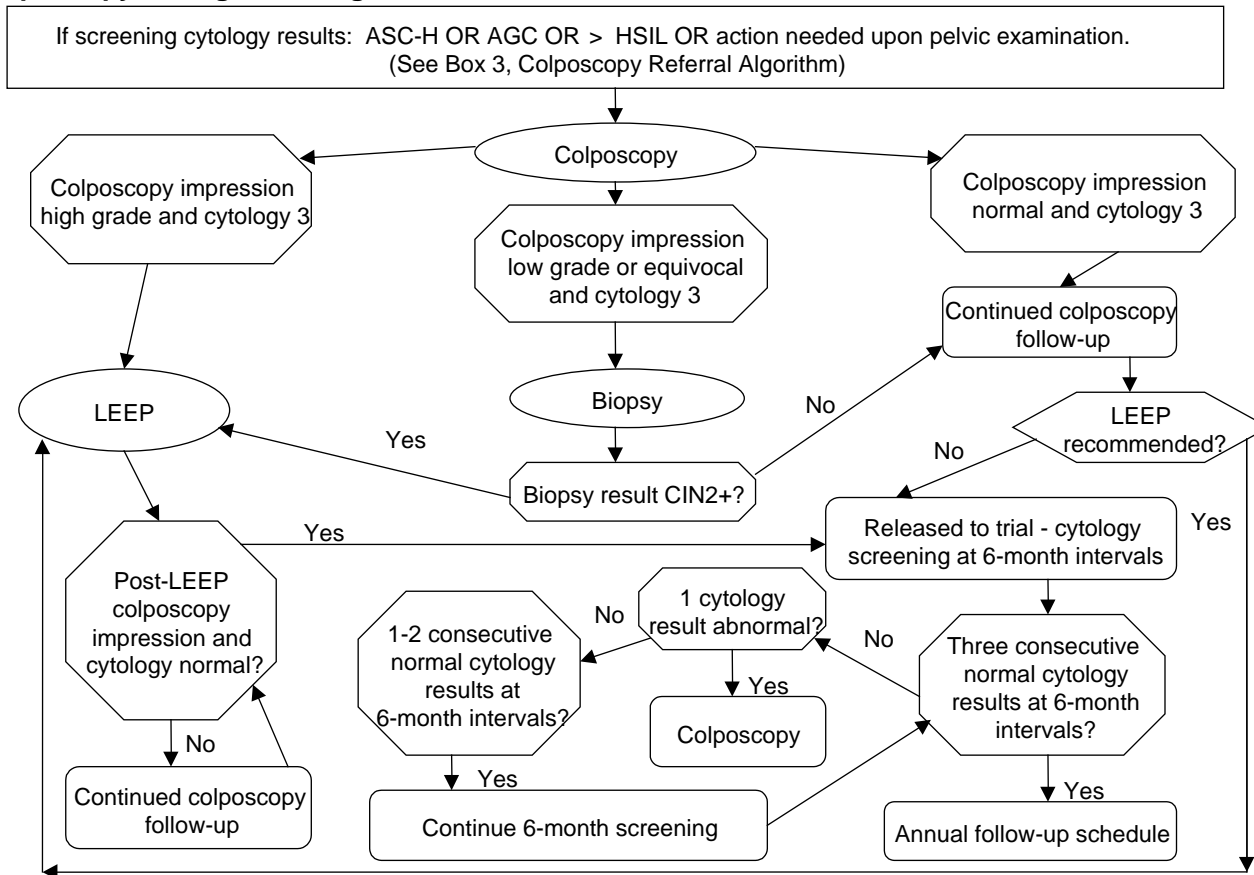 If screening cytology results: ASC-H OR AGC OR > HSIL OR action needed upon pelvic examination.
(See Box 3, Colposcopy Referral Algorithm)
Colposcopy
Colposcopy impression
high grade and cytology 3
Colposcopy impression
low grade or equivocal
and cytology 3
Colposcopy impression
normal and cytology 3
Continued colposcopy
follow-up
LEEP
Biopsy
No
LEEP
recommended?
Yes
No
Biopsy result CIN2+?
Yes
Released to trial - cytology
screening at 6-month intervals
Yes
Post-LEEP
colposcopy
impression and
cytology normal?
1-2 consecutive
normal cytology
results at
6-month intervals?
No
1 cytology
result abnormal?
No
Three consecutive
normal cytology
results at 6-month
intervals?
Yes
Colposcopy
No
Yes
Yes
Continued colposcopy
follow-up
Continue 6-month screening
Annual follow-up schedule